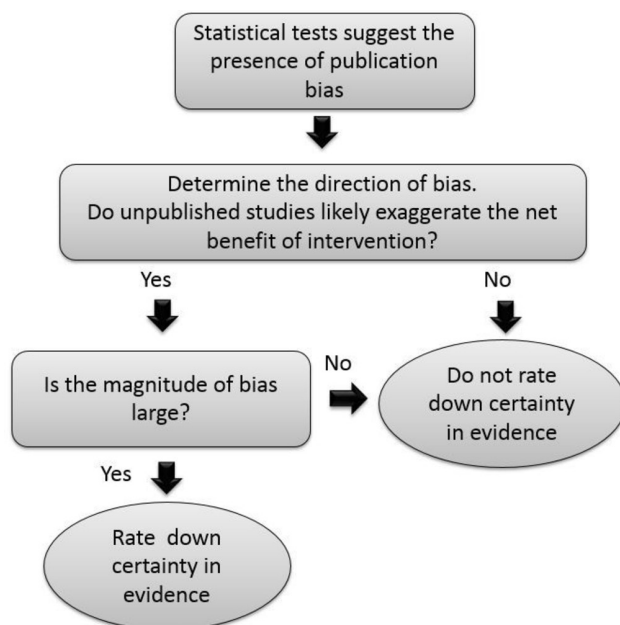 Statistical tests suggest the
presence of publication
bias
Determine the direction of bias.
Do unpublished studies likely exaggerate the net
benefit of intervention?
Yes
No
Is the magnitude of bias
large?
No
Do not rate
down certainty
in evidence
Yes
Rate down
certainty in
evidence